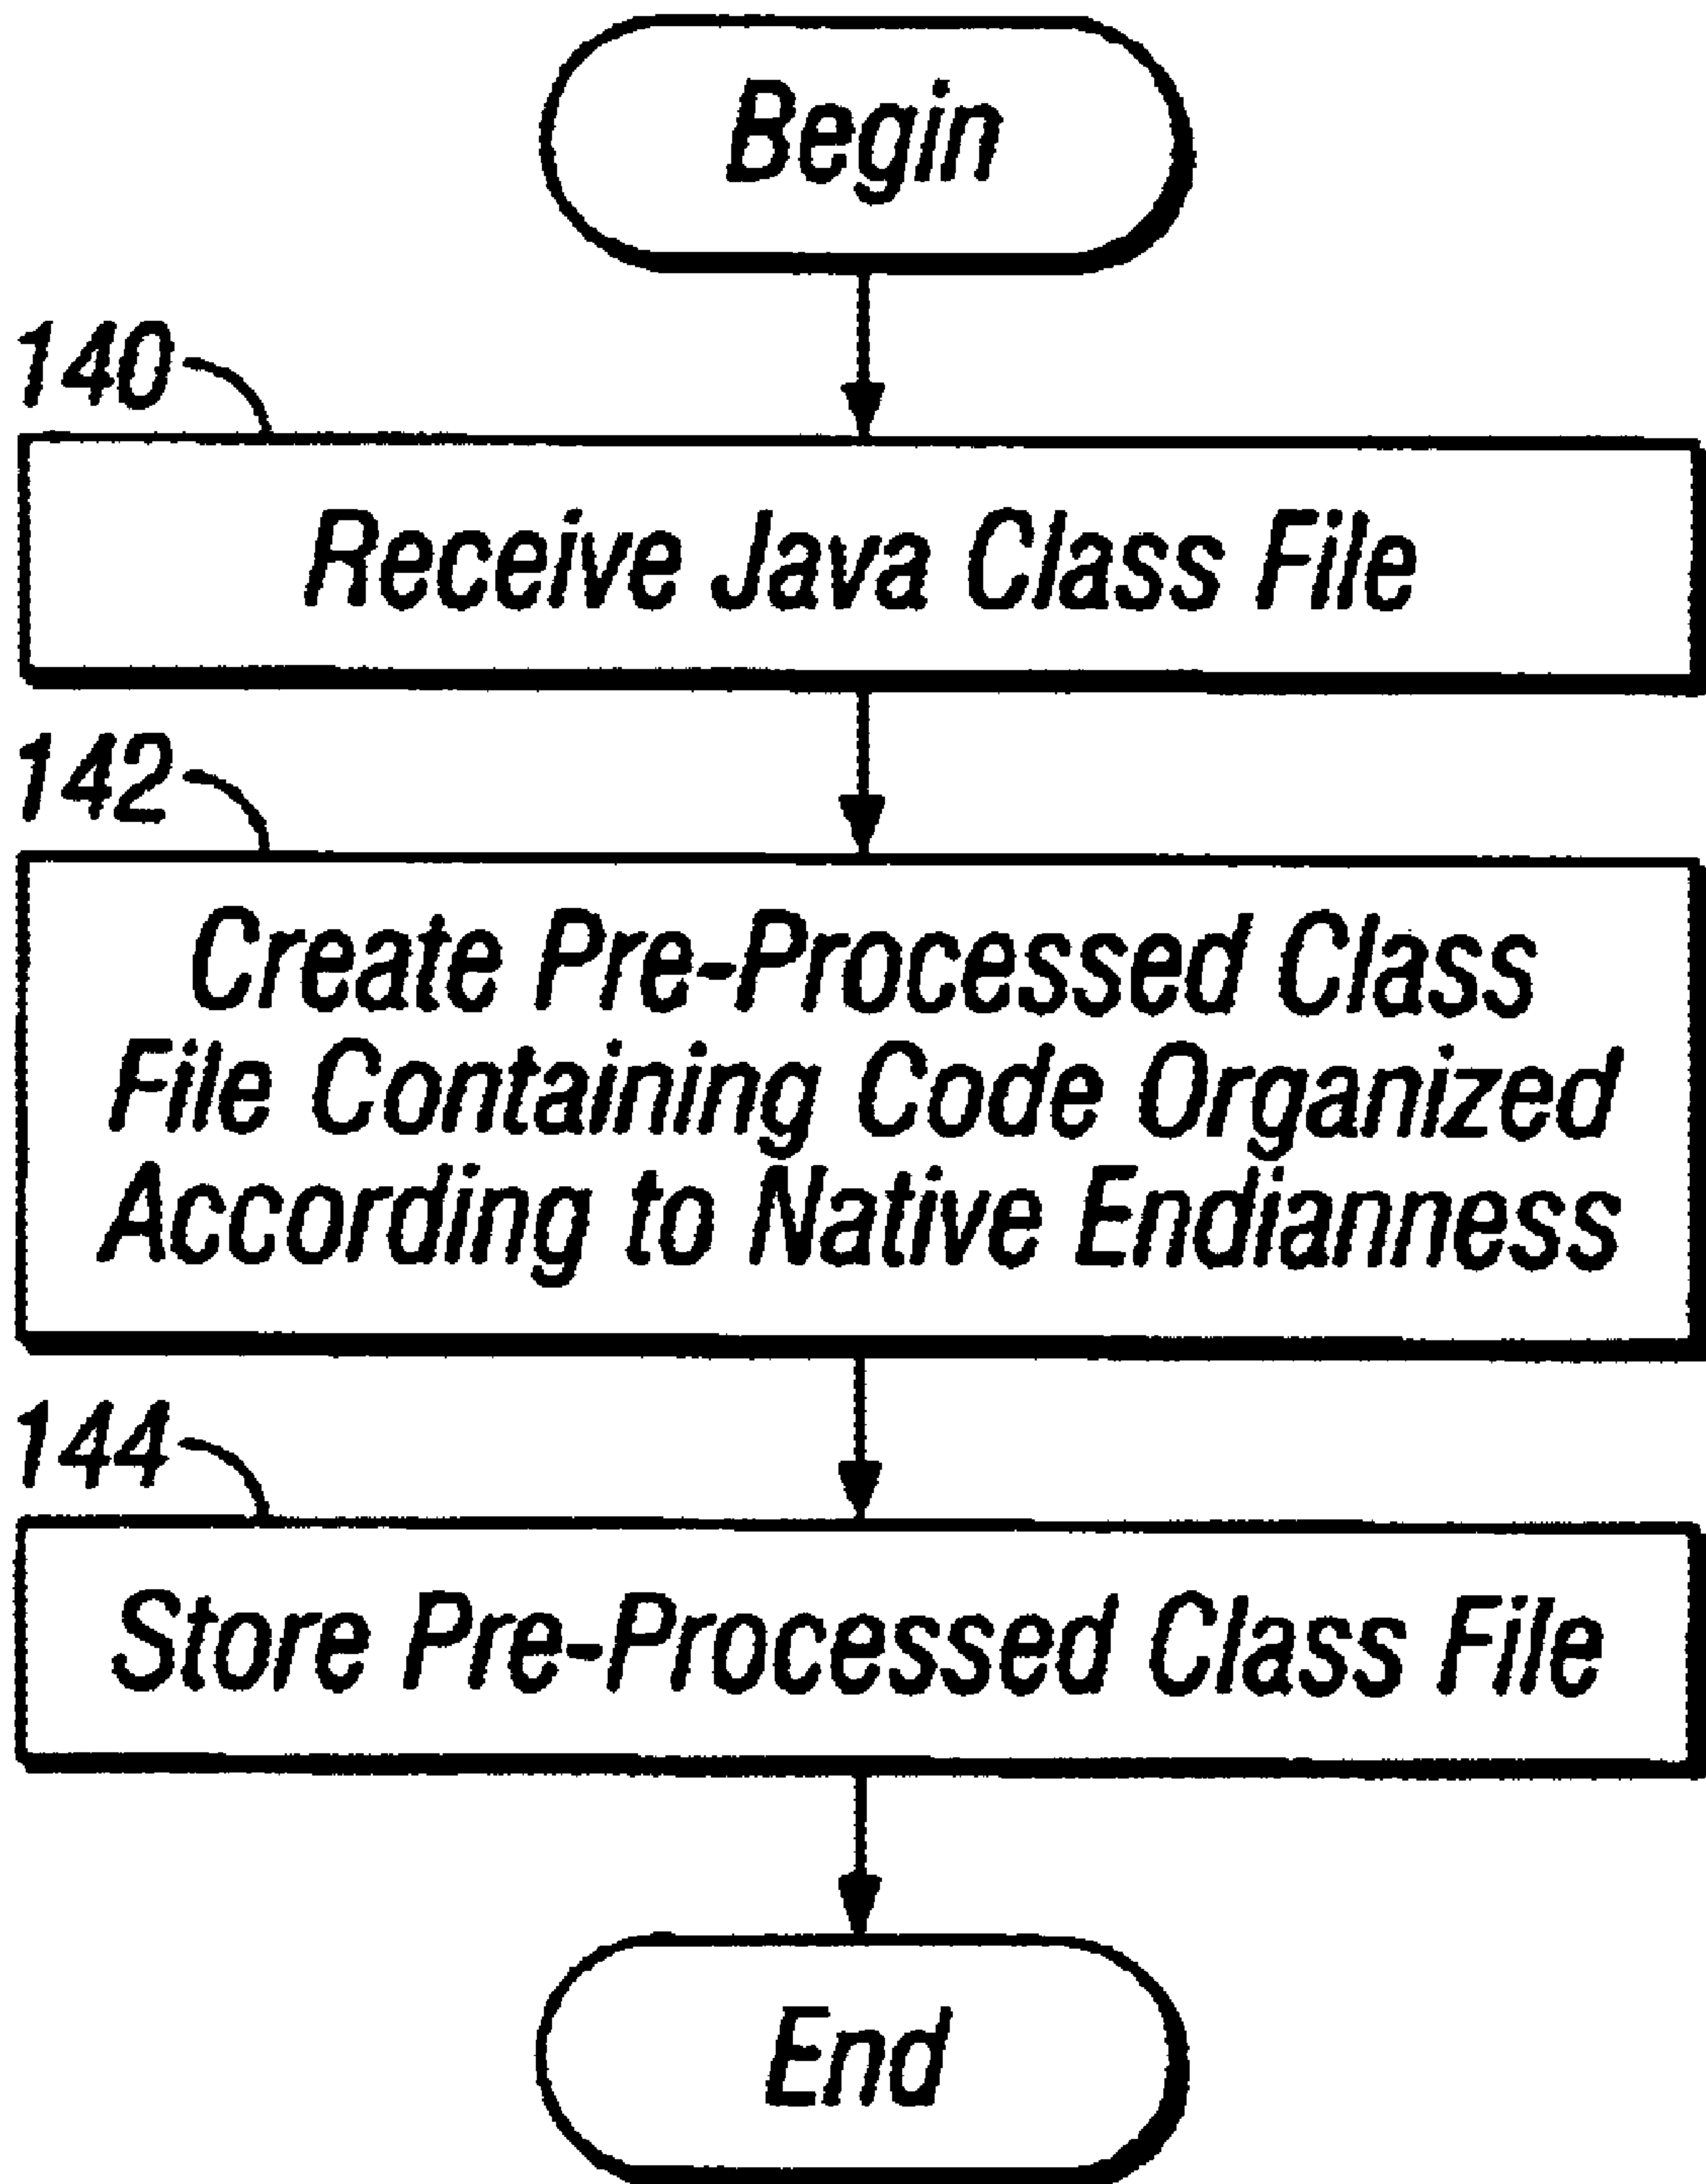 Begin
140
Receive Java Class File
142
Create Pre-Processed Class
File Containing Code Organized
According to Native Endianness
144
Store Pre-Processed Class File
End